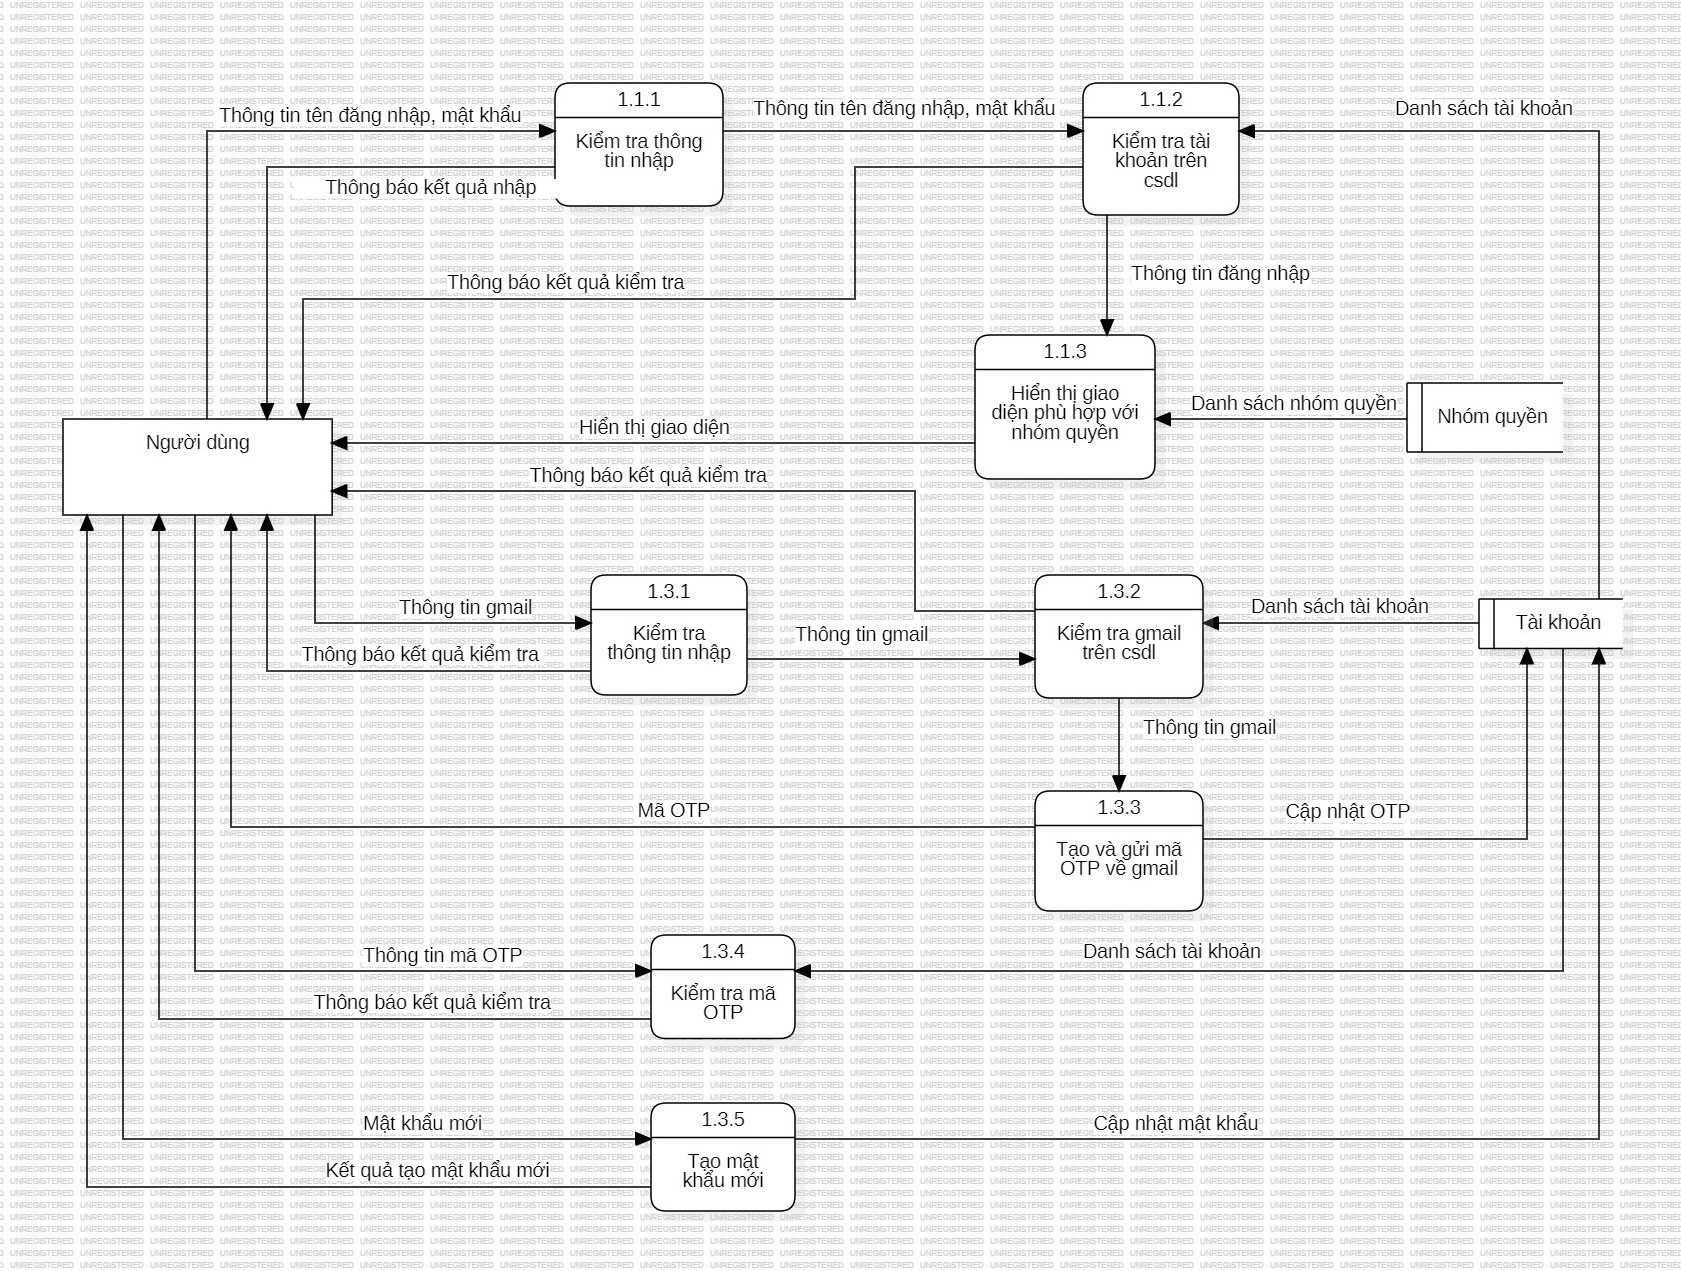 1.1.1
1.1.2
Thông tin tên đăng nhập, mật khẩu
Thông tin tên đăng nhập, mật khẩu
Danh sách tài khoản
Kiểm tra thông
tin nhập
Kiểm tra tài
khoản trên
csdl
Thông báo kết quả nhập
Thông tin đăng nhập
Thông báo kết quả kiểm tra
1.1.3
Hiển thị giao
diện phù hợp với
nhóm quyền
Danh sách nhóm quyền
Nhóm quyền
Hiển thị giao diện
Người dùng
Thông báo kết quả kiểm tra
1.3.1
1.3.2
Thông tin gmail
Danh sách tài khoản
Tài khoản
Kiểm tra
thông tin nhập
Thông tin gmail
Kiểm tra gmail
trên csdl
Thông báo kết quả kiểm tra
Thông tin gmail
1.3.3
Mã OTP
Cập nhật OTP
Tạo và gửi mã
OTP về gmail
1.3.4
Thông tin mã OTP
Danh sách tài khoản
Kiểm tra mã
OTP
Thông báo kết quả kiểm tra
1.3.5
Mật khẩu mới
Cập nhật mật khẩu
Tạo mật
khẩu mới
Kết quả tạo mật khẩu mới
UNREGISTERED